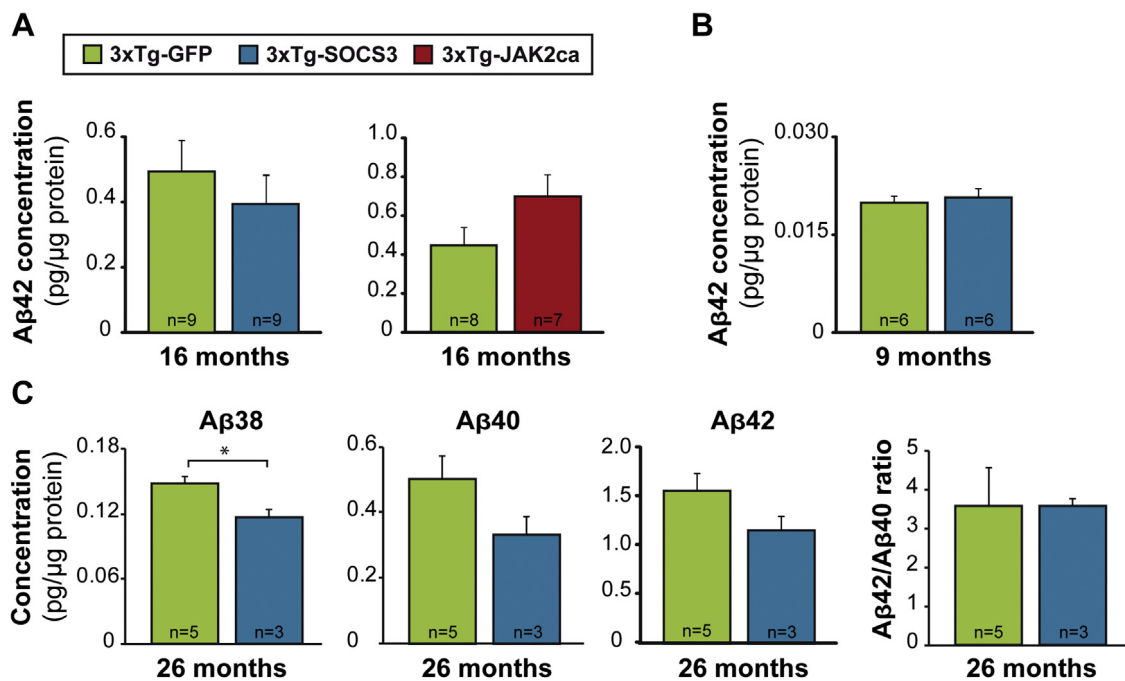 A
B
3xTg-GFP 3xTg-SOCS3 3xTg-JAK2ca
Aβ42 concentration
(pg/µg protein)
0.6
0.4
0.2
0
n=9
n=9
16 months
1.0
0.8
0.6
0.4
0.2
0
n=8
n=7
16 months
Aβ42 concentration
(pg/µg protein)
0.030
0.015
0
n=6
n=6
9 months
C
Concentration
(pg/µg protein)
Aβ38
0.18
0.12
0.06
0
*
n=5
n=3
26 months
Aβ40
0.6
0.4
0.2
0
n=5
n=3
26 months
Aβ42
2.0
1.5
1.0
0.5
0
n=5
n=3
26 months
Aβ42/Aβ40 ratio
5
4
3
2
1
0
n=5
n=3
26 months